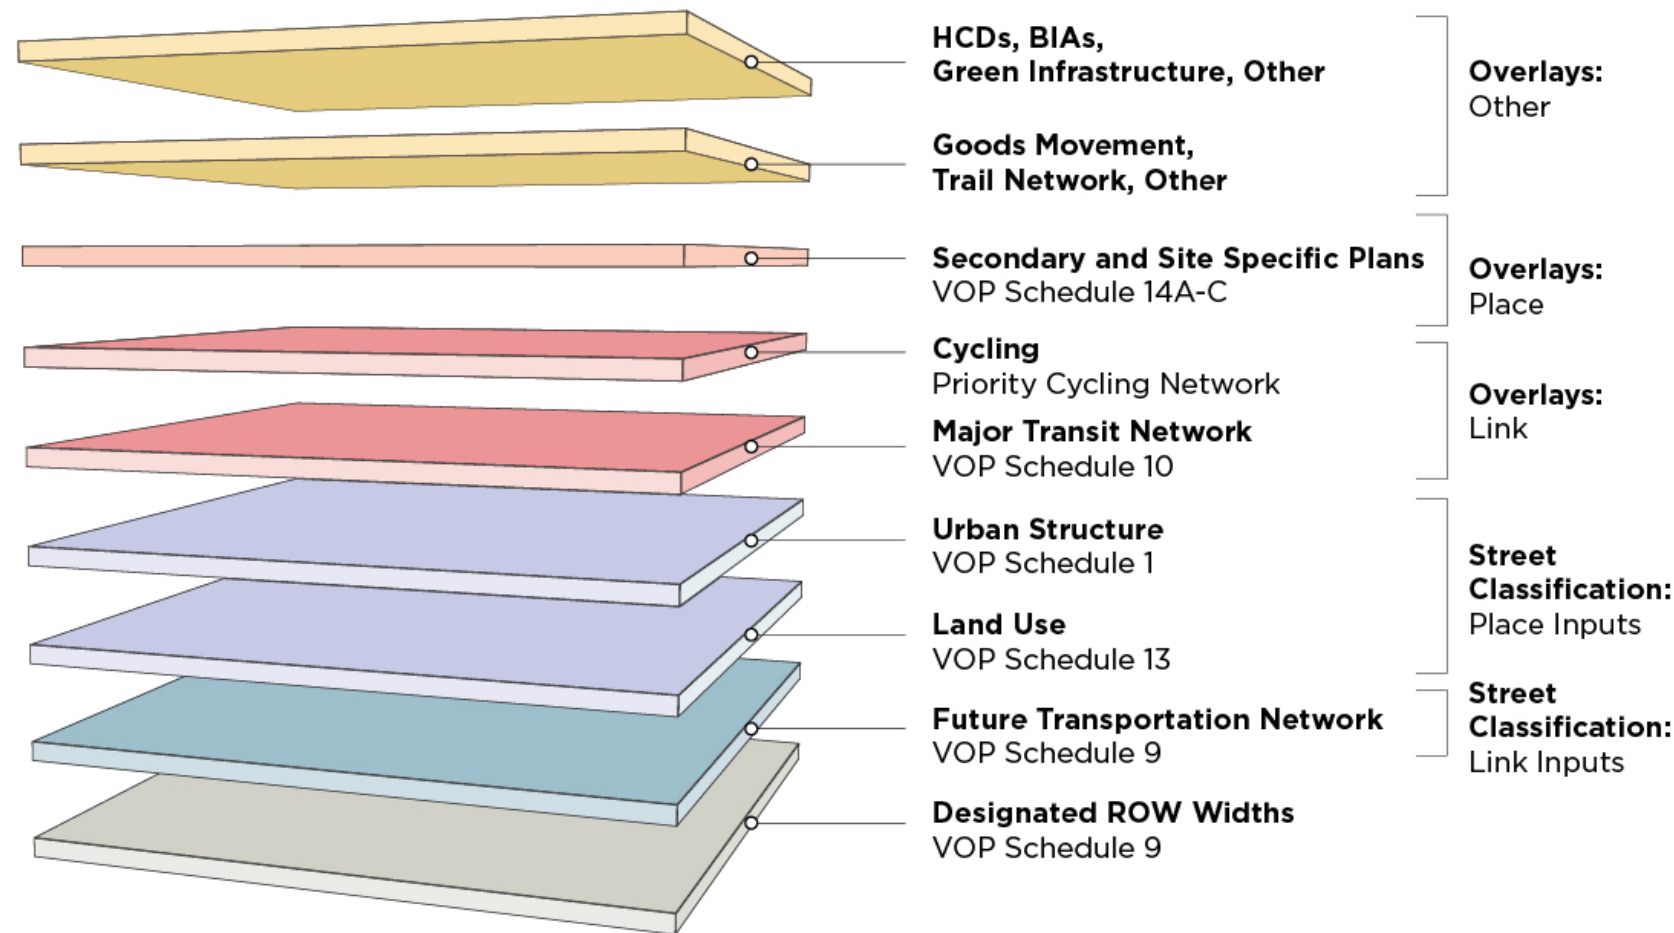 HCDs, BIAs,
Green Infrastructure, Other
Overlays:
Other
Goods Movement,
Trail Network, Other
Secondary and Site Specific Plans
VOP Schedule 14A-C
Overlays:
Place
Cycling
Priority Cycling Network
Overlays:
Link
Major Transit Network
VOP Schedule 10
Urban Structure
VOP Schedule 1
Street
Classification:
Place Inputs
Land Use
VOP Schedule 13
Future Transportation Network
VOP Schedule 9
Street
Classification:
Link Inputs
Designated ROW Widths
VOP Schedule 9